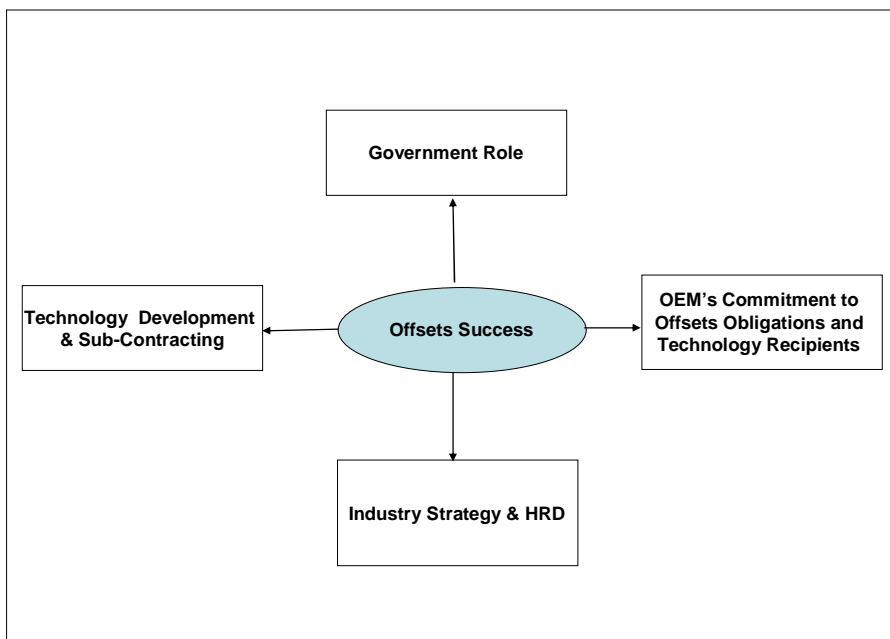 Government Role
Technology Development
& Sub-Contracting
Offsets Success
OEM's Commitment to
Offsets Obligations and
Technology Recipients
Industry Strategy & HRD